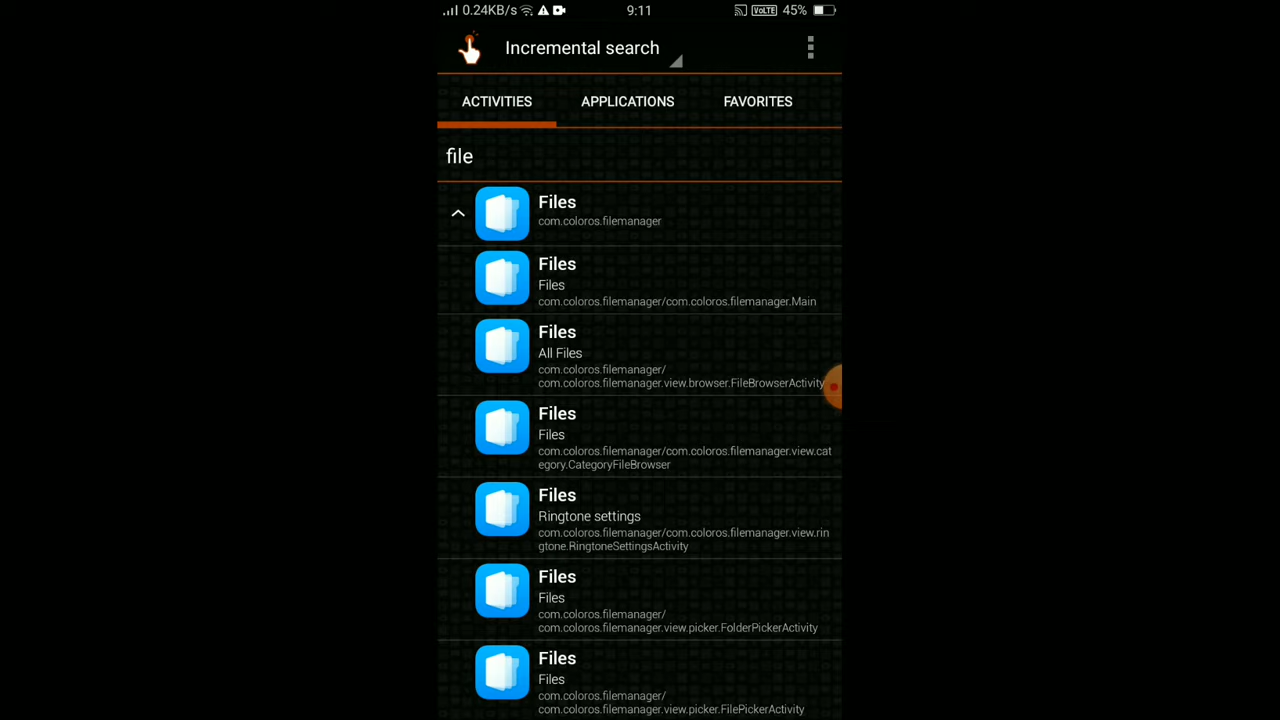 0.24KB/s 9:11 VoLTE 45%
Incremental search
ACTIVITIES APPLICATIONS FAVORITES
file
Files
com.coloros.filemanager
Files
Files
com.coloros.filemanager/com.coloros.filemanager.Main
Files
All Files
com.coloros.filemanager/
com.coloros.filemanager.view.browser.FileBrowserActivity
Files
Files
com.coloros.filemanager/com.coloros.filemanager.view.cat
egory.CategoryFileBrowser
Files
Ringtone settings
com.coloros.filemanager/com.coloros.filemanager.view.rin
gtone.RingtoneSettingsActivity
Files
Files
com.coloros.filemanager/
com.coloros.filemanager.view.picker.FolderPickerActivity
Files
Files
com.coloros.filemanager/
com.coloros.filemanager.view.picker.FilePickerActivity